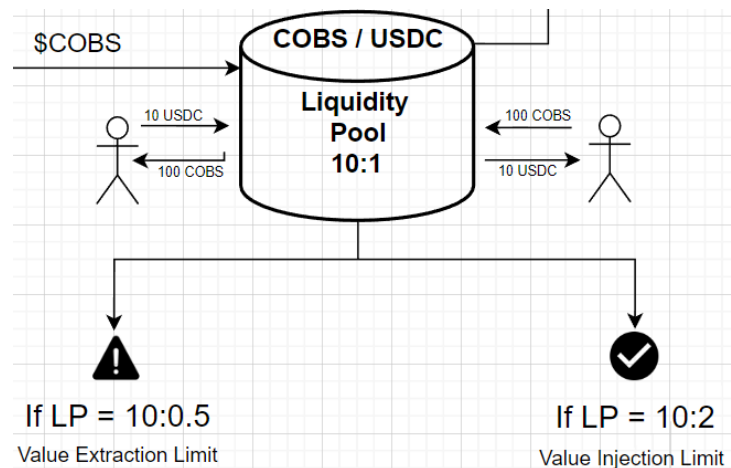 $COBS
COBS / USDC
Liquidity
Pool
10:1
10 USDC
100 COBS
100 COBS
10 USDC
If LP = 10:0.5
Value Extraction Limit
If LP = 10:2
Value Injection Limit